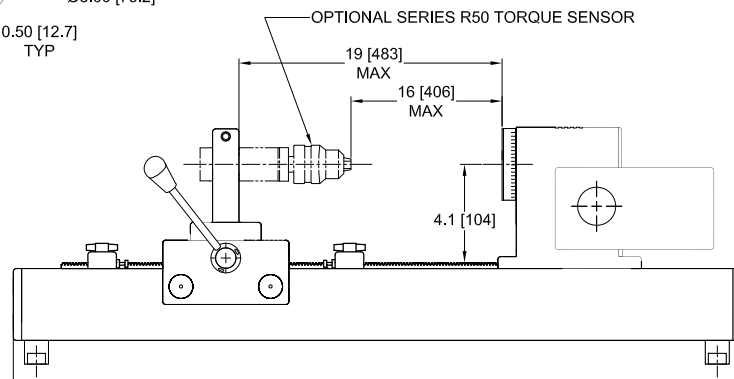 0.50 [12.7]
TYP
OPTIONAL SERIES R50 TORQUE SENSOR
19 [483]
MAX
16 [406]
MAX
4.1 [104]